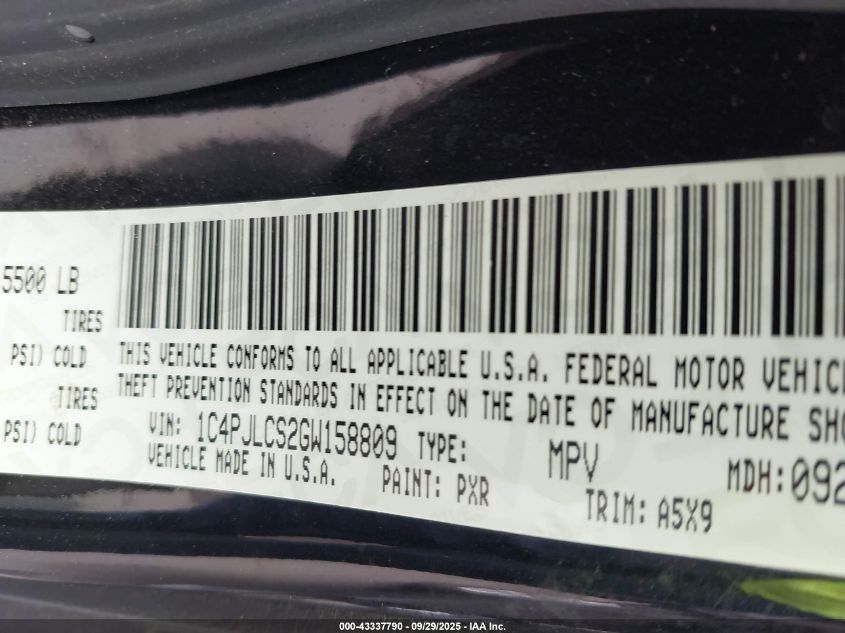 5500 LB
TIRES
PSI) COLD
TIRES
PSI) COLD
THIS VEHICLE CONFORMS TO ALL APPLICABLE U.S.A. FEDERAL MOTOR VEHIC
THEFT PREVENTION STANDARDS IN EFFECT ON THE DATE OF MANUFACTURE SHO
VIN: 1C4PJLCS2GW158809 TYPE: MPV MDH:092
VEHICLE MADE IN U.S.A. PAINT: PXR TRIM: A5X9
000-43337790 - 09/29/2025 - IAA Inc.